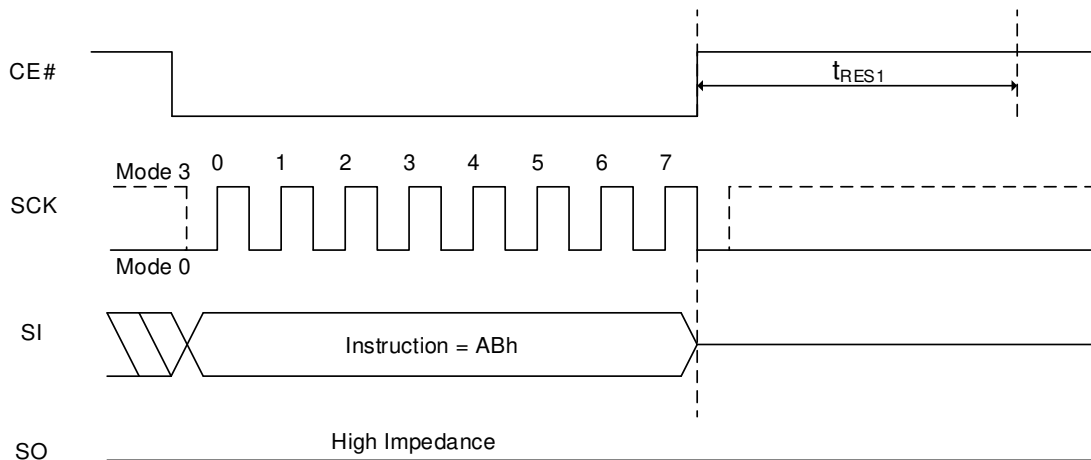 CE#
tRES1
Mode 3
0 1 2 3 4 5 6 7
SCK
Mode 0
SI
Instruction = ABh
High Impedance
SO